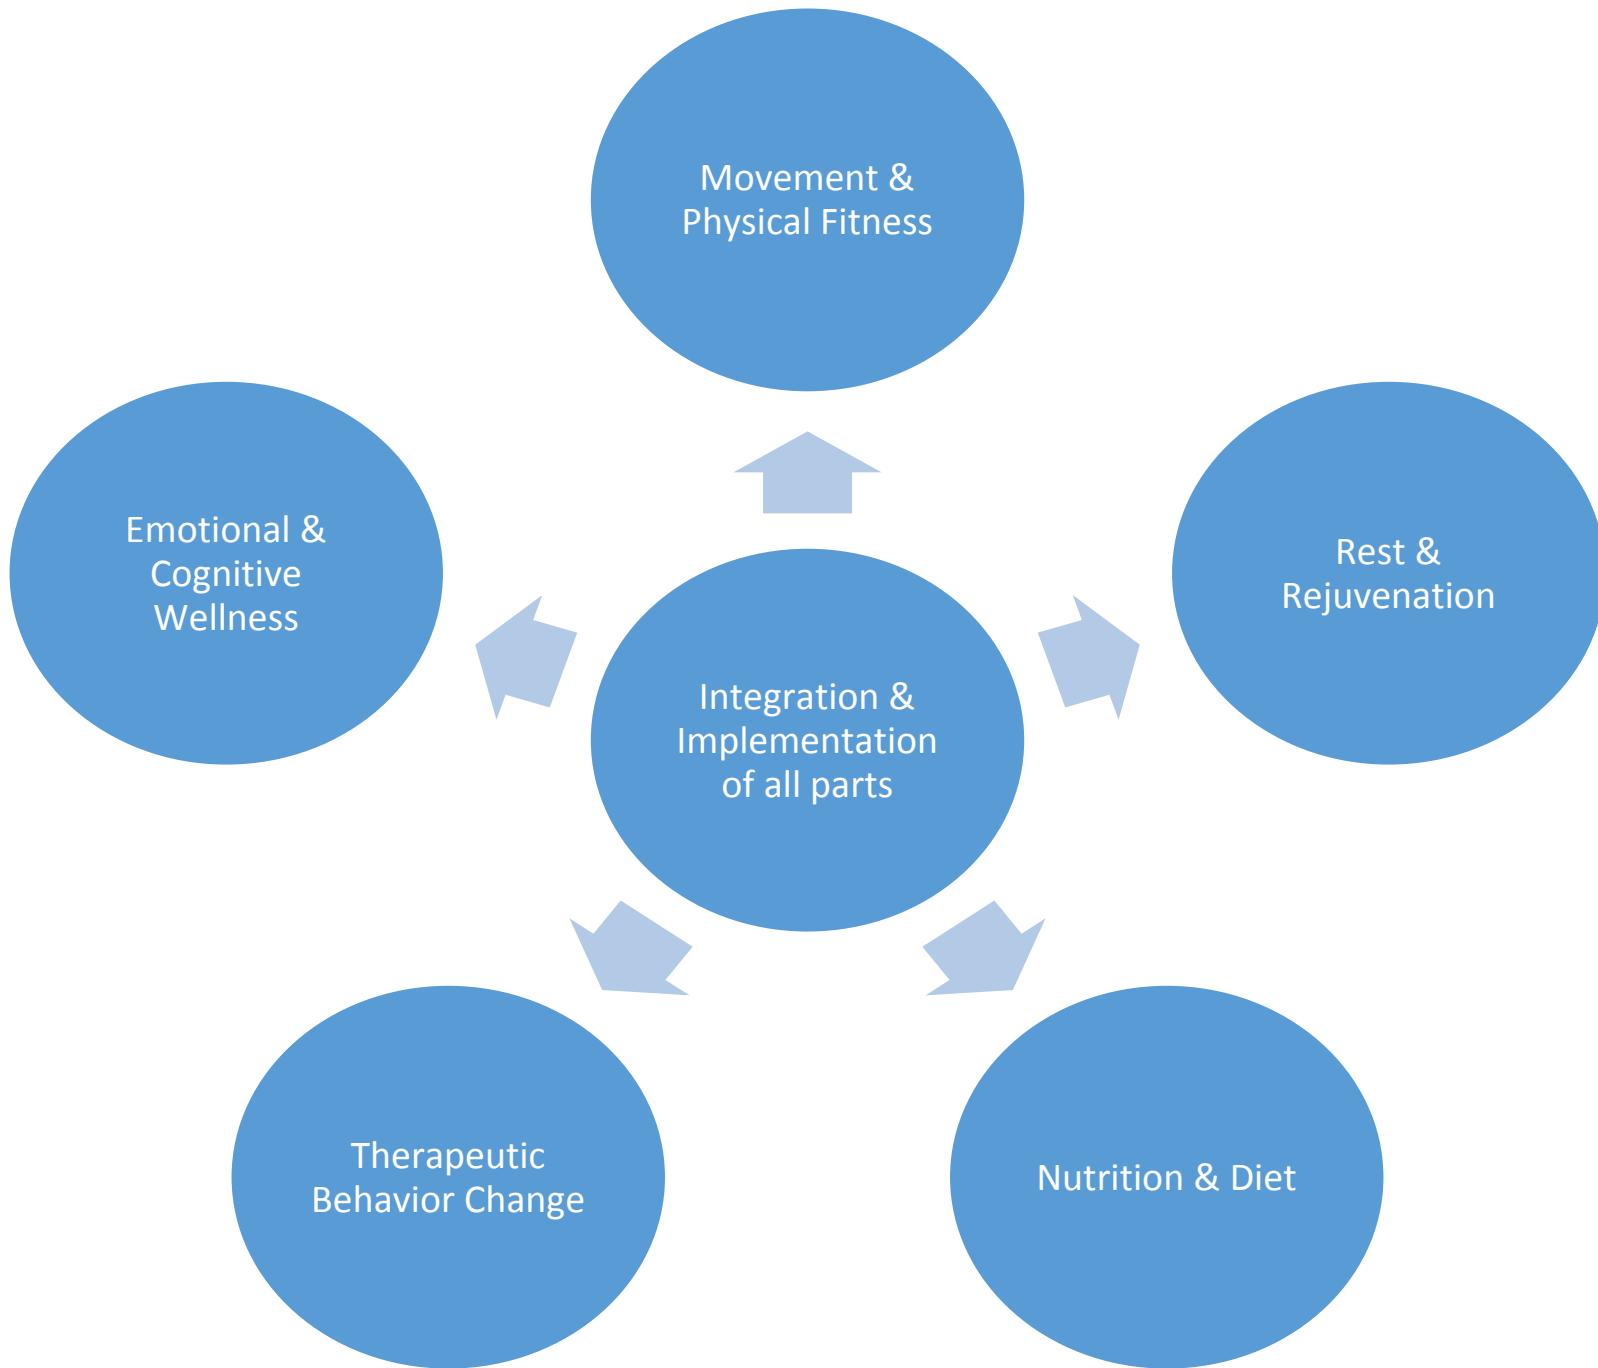 Movement &
Physical Fitness
Emotional &
Cognitive
Wellness
Rest &
Rejuvenation
Integration &
Implementation
of all parts
Therapeutic
Behavior Change
Nutrition & Diet